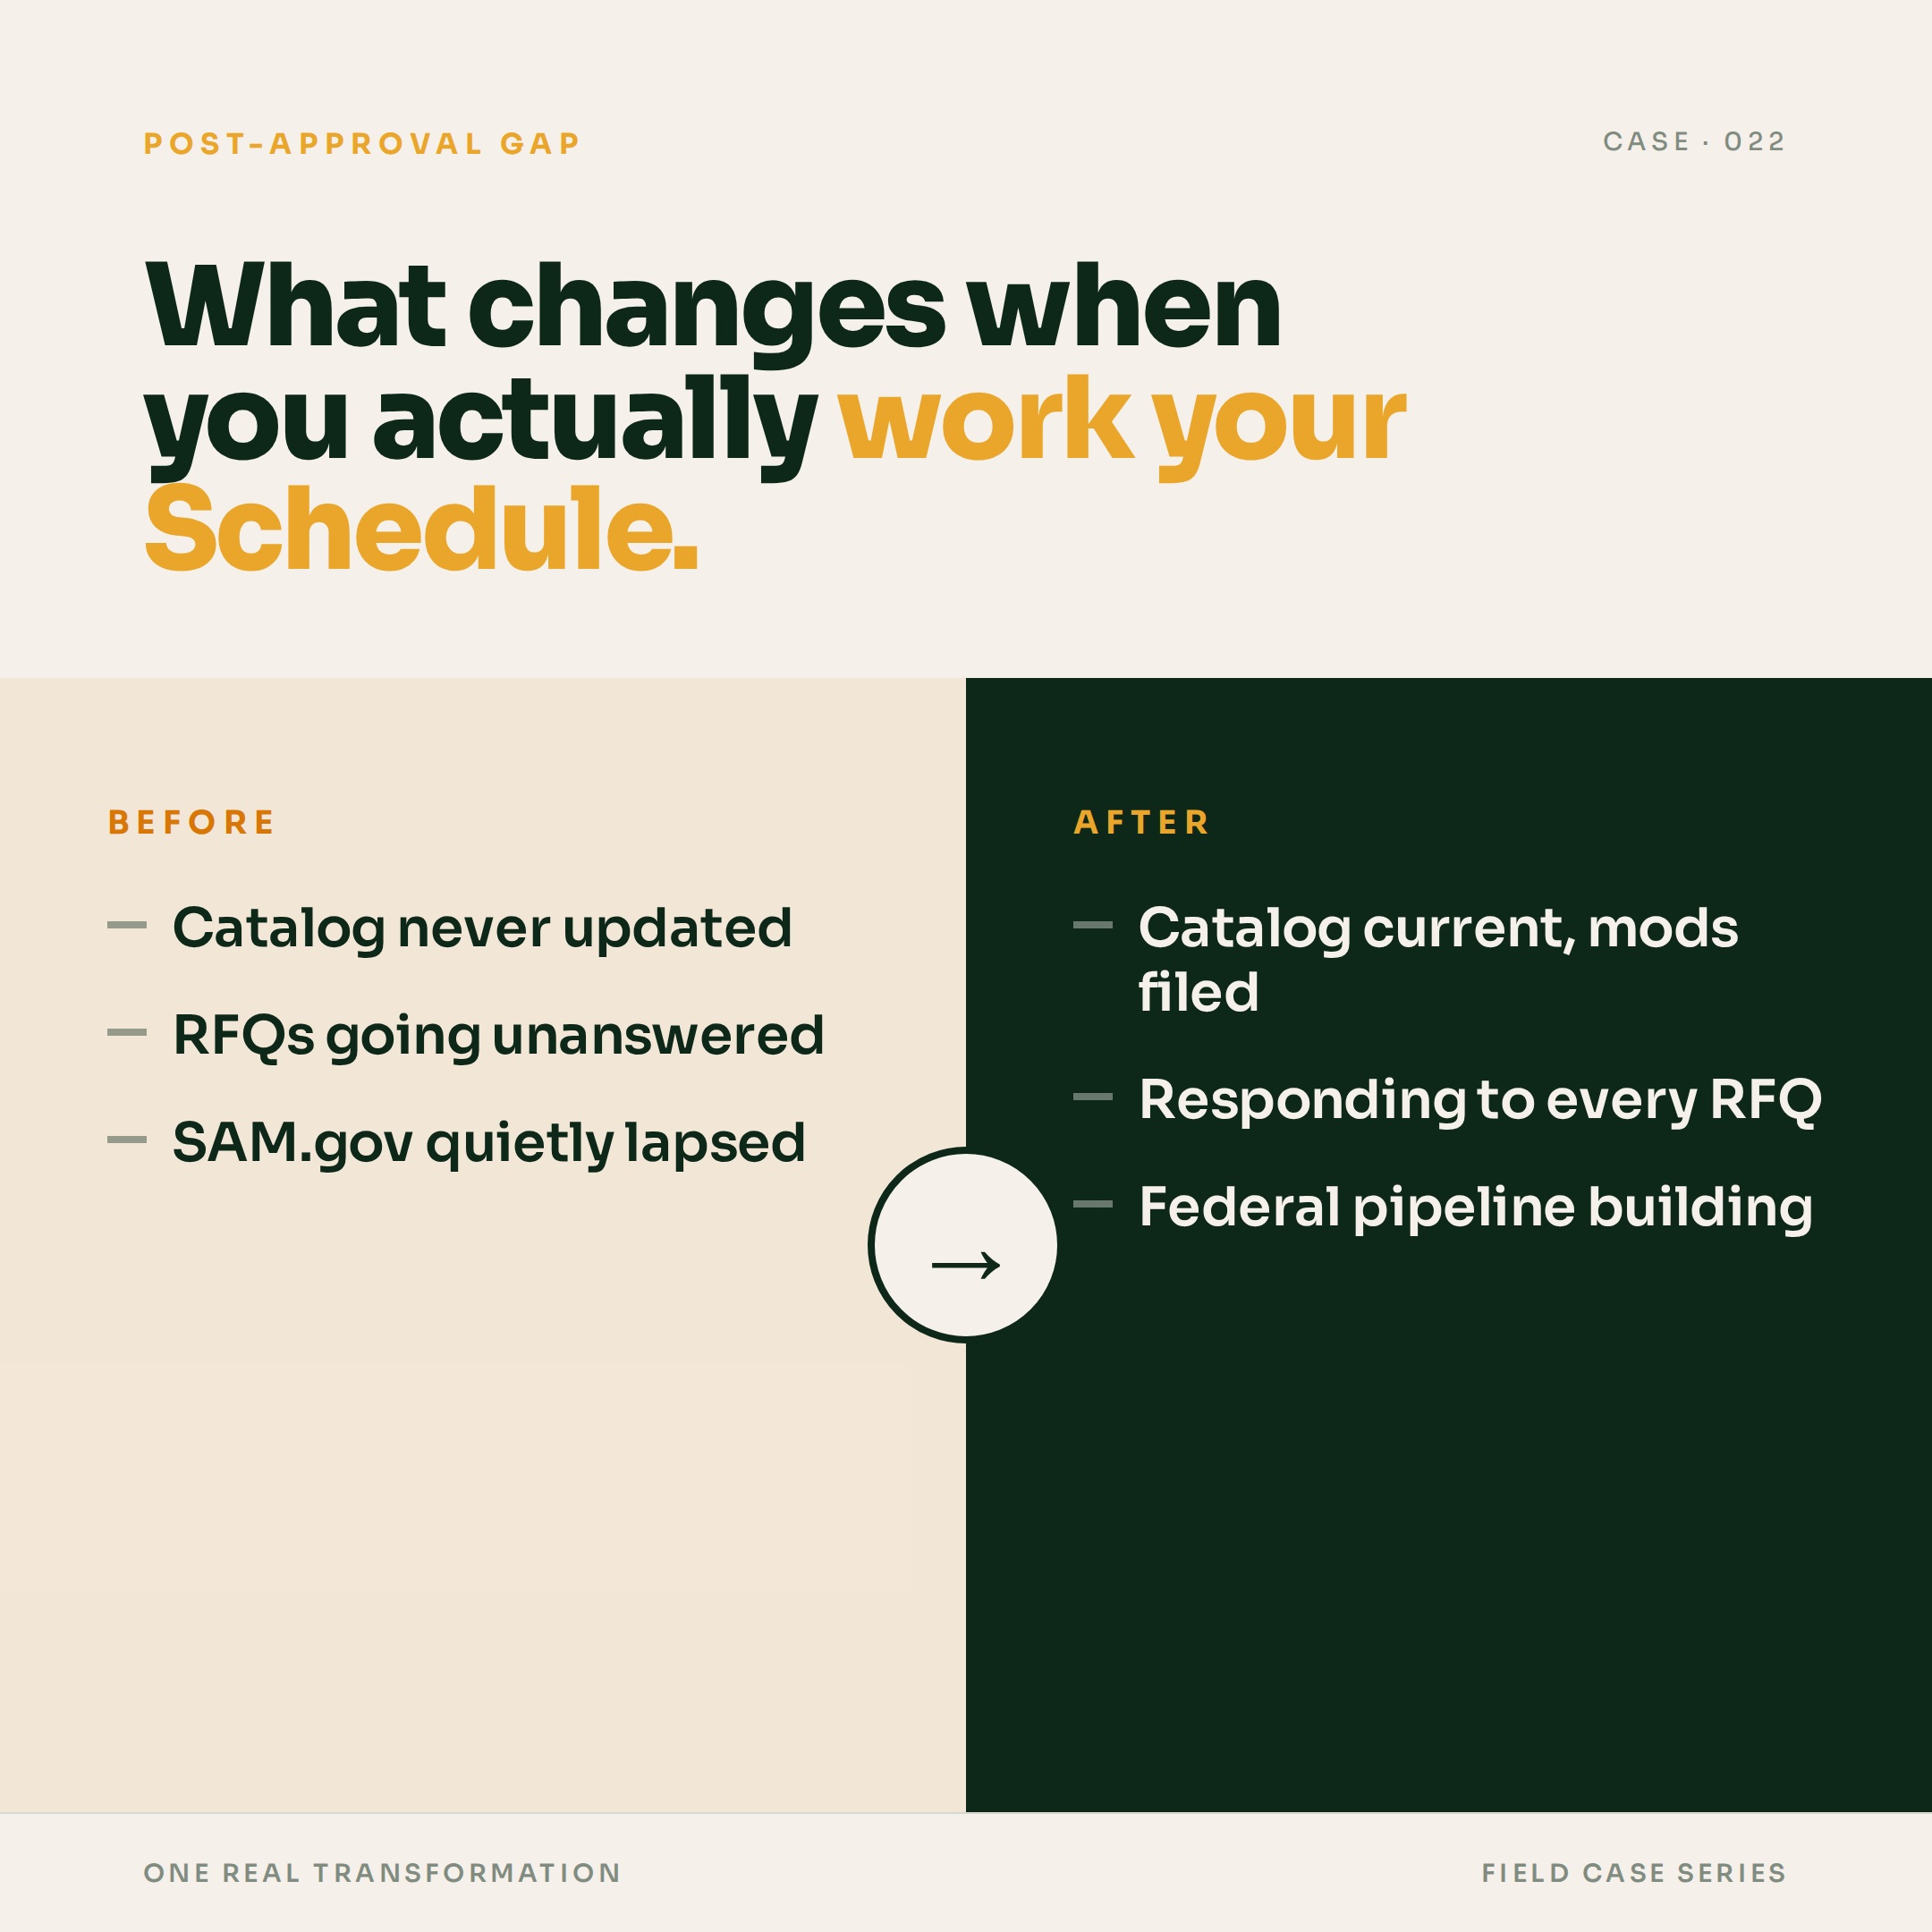 POST-APPROVAL GAP
CASE · 022
What changes when
you actually work your
Schedule.
BEFORE
— Catalog never updated
— RFQs going unanswered
— SAM.gov quietly lapsed
→
AFTER
— Catalog current, mods
filed
— Responding to every RFQ
— Federal pipeline building
ONE REAL TRANSFORMATION
FIELD CASE SERIES